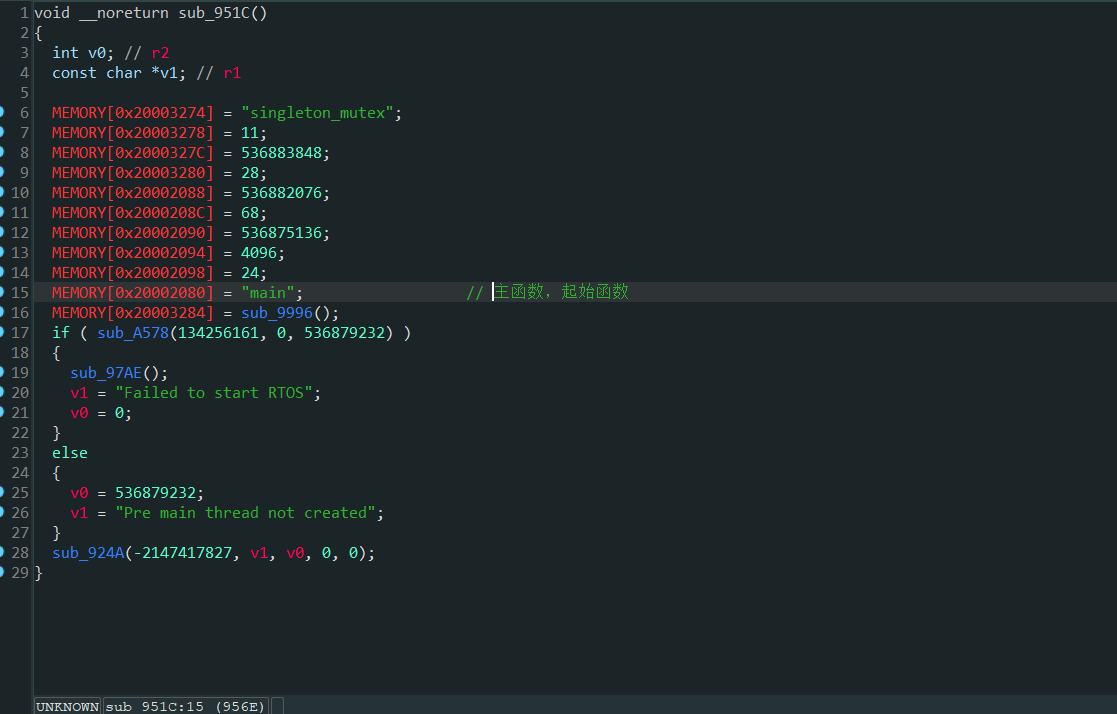 1 void __noreturn sub_951C()
2 {
3 int v0; // r2
4 const char *v1; // r1
5
6 MEMORY[0x20003274] = "singleton_mutex";
7 MEMORY[0x20003278] = 11;
8 MEMORY[0x2000327C] = 536883848;
9 MEMORY[0x20003280] = 28;
10 MEMORY[0x20002088] = 536882076;
11 MEMORY[0x2000208C] = 68;
12 MEMORY[0x20002090] = 536875136;
13 MEMORY[0x20002094] = 4096;
14 MEMORY[0x20002098] = 24;
15 MEMORY[0x20002080] = "main"; // 主函数，起始函数
16 MEMORY[0x20003284] = sub_9996();
17 if ( sub_A578(134256161, 0, 536879232) )
18 {
19 sub_97AE();
20 v1 = "Failed to start RTOS";
21 v0 = 0;
22 }
23 else
24 {
25 v0 = 536879232;
26 v1 = "Pre main thread not created";
27 }
28 sub_924A(-2147417827, v1, v0, 0, 0);
29 }
UNKNOWN sub_951C:15 (956E)